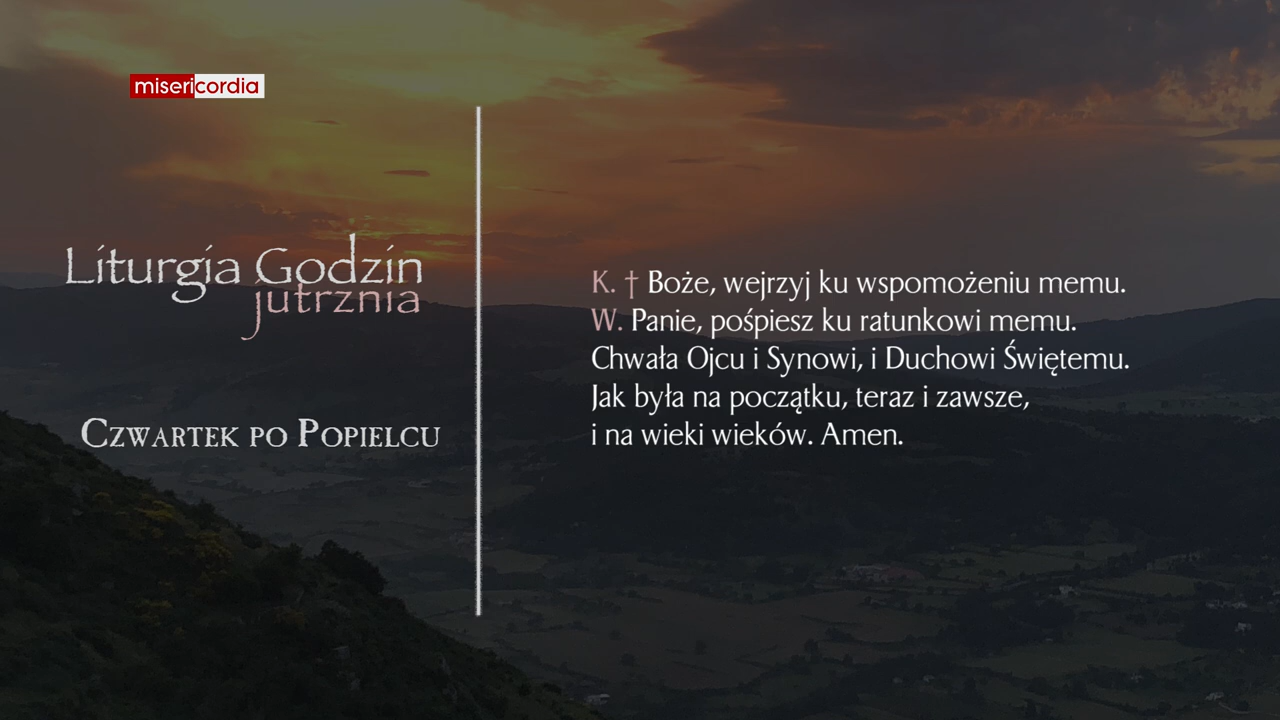 misericordia
Liturgia Godzin
jutrznia
Czwartek po Popielcu
K. † Boże, wejrzyj ku wspomożeniu memu.
W. Panie, pośpiesz ku ratunkowi memu.
Chwała Ojcu i Synowi, i Duchowi Świętemu.
Jak była na początku, teraz i zawsze,
i na wieki wieków. Amen.